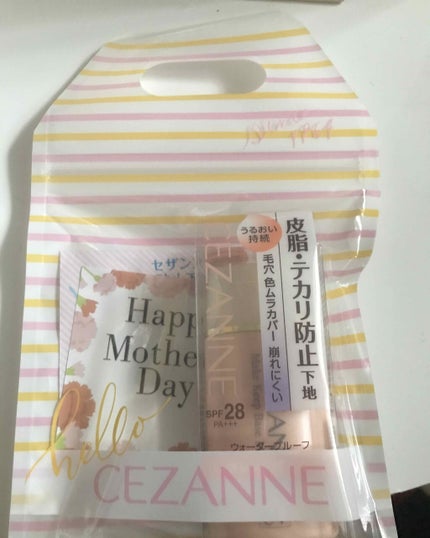 うるおい
持続
皮脂・テカリ防止下地
毛穴 色ムラカバー 崩れにくい
CEZANNE
セザン
Happ
Mothe
Day
SPF28
PA+++
ウォータープルーフ
hello
CEZANNE